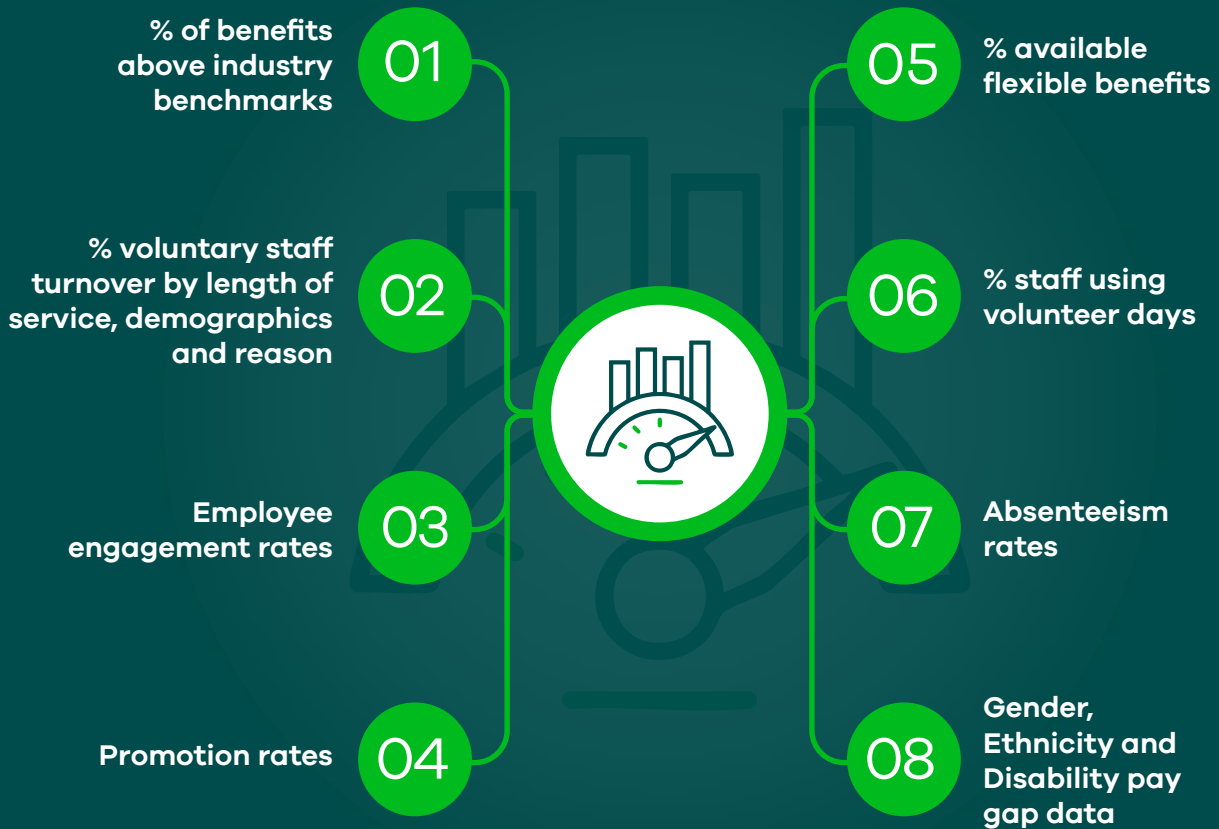 % of benefits
above industry
benchmarks
01
% voluntary staff
turnover by length of
service, demographics
and reason
02
Employee
engagement rates
03
Promotion rates
04
05
% available
flexible benefits
06
% staff using
volunteer days
07
Absenteeism
rates
08
Gender,
Ethnicity and
Disability pay
gap data